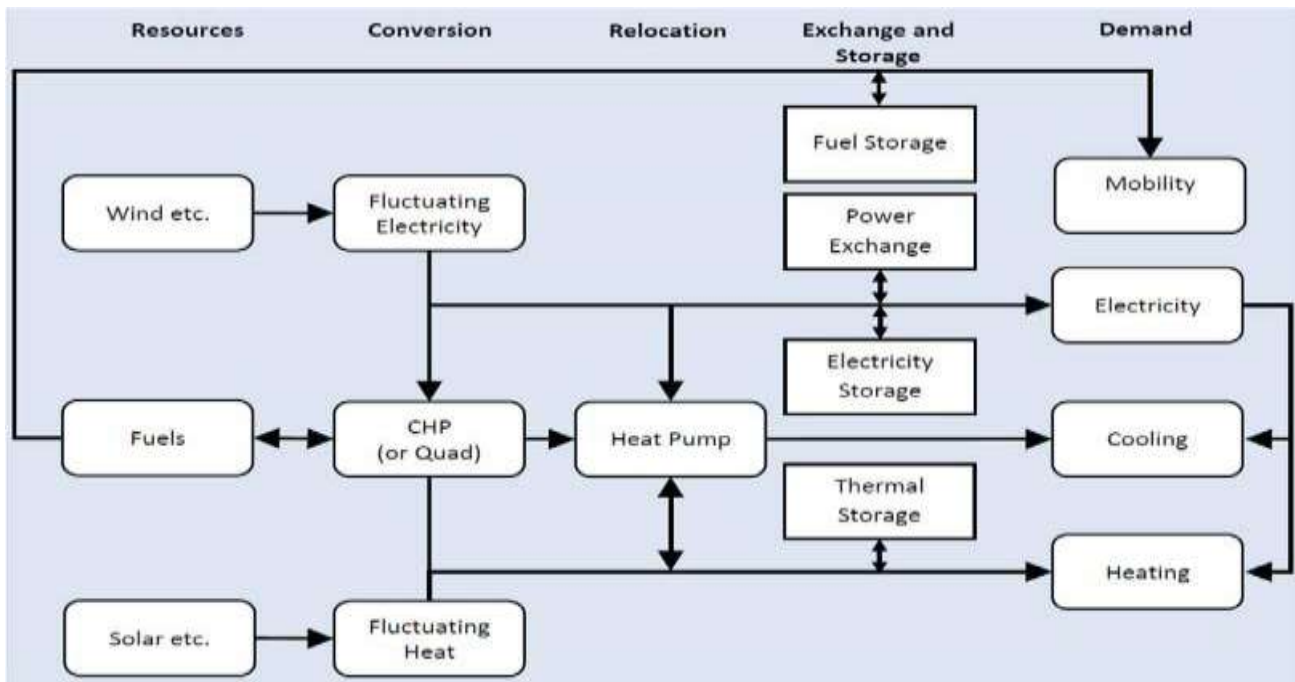 Resources
Conversion
Relocation
Exchange and
Storage
Demand
Fuel Storage
Mobility
Wind etc.
Fluctuating
Electricity
Power
Exchange
Electricity
Electricity
Storage
Fuels
CHP
(or Quad)
Heat Pump
Cooling
Thermal
Storage
Heating
Solar etc.
Fluctuating
Heat